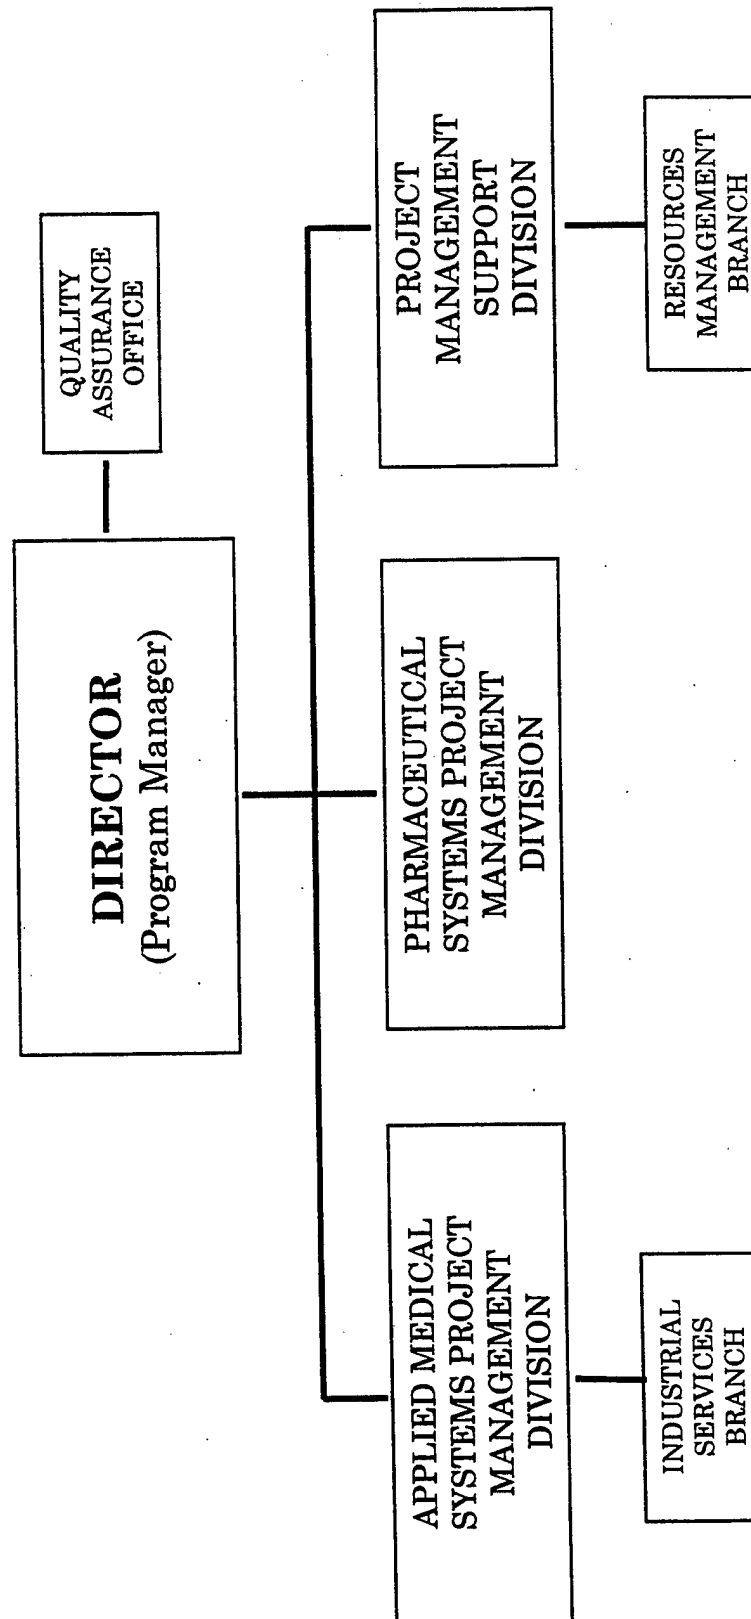 DIRECTOR
(Program Manager)
QUALITY
ASSURANCE
OFFICE
APPLIED MEDICAL
SYSTEMS PROJECT
MANAGEMENT
DIVISION
PHARMACEUTICAL
SYSTEMS PROJECT
MANAGEMENT
DIVISION
PROJECT
MANAGEMENT
SUPPORT
DIVISION
INDUSTRIAL
SERVICES
BRANCH
RESOURCES
MANAGEMENT
BRANCH